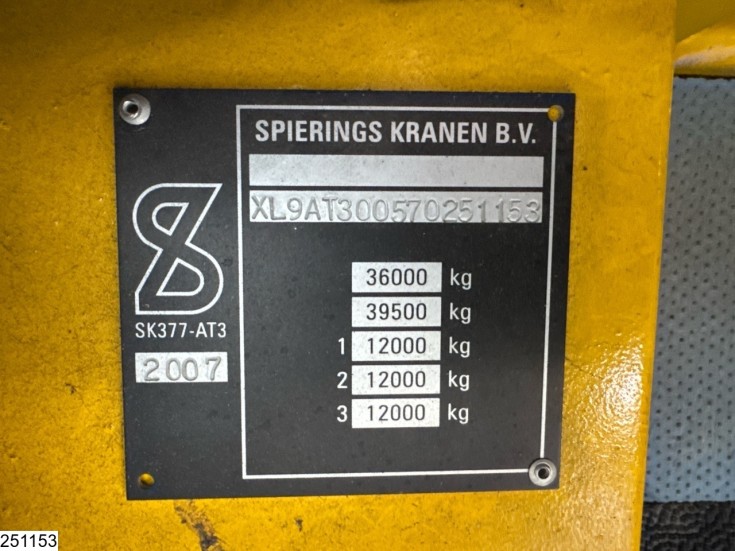 SPIERINGS KRANEN B.V.
XL9AT300570251153
36000 kg
39500 kg
1 12000 kg
2 12000 kg
3 12000 kg
SK377-AT3
2007
251153